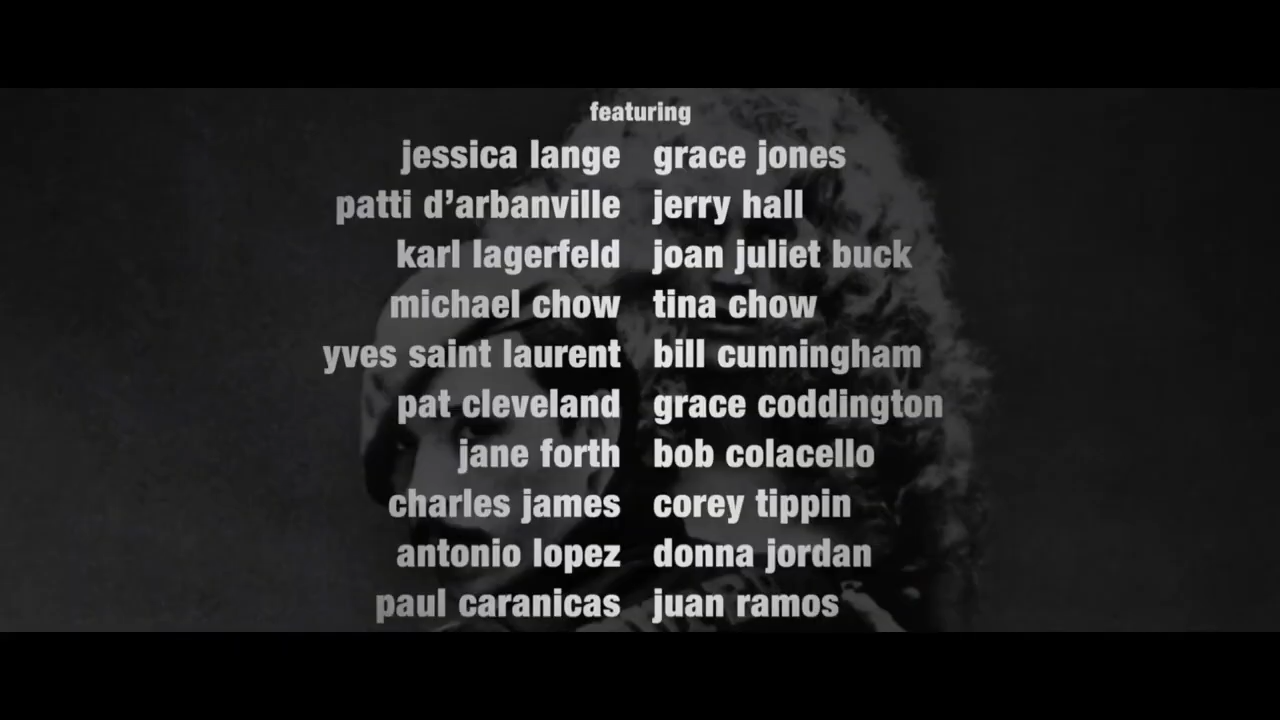 featuring
jessica lange grace jones
patti d’arbanville jerry hall
karl lagerfeld joan juliet buck
michael chow tina chow
yves saint laurent bill cunningham
pat cleveland grace coddington
jane forth bob colacello
charles james corey tippin
antonio lopez donna jordan
paul caranicas juan ramos